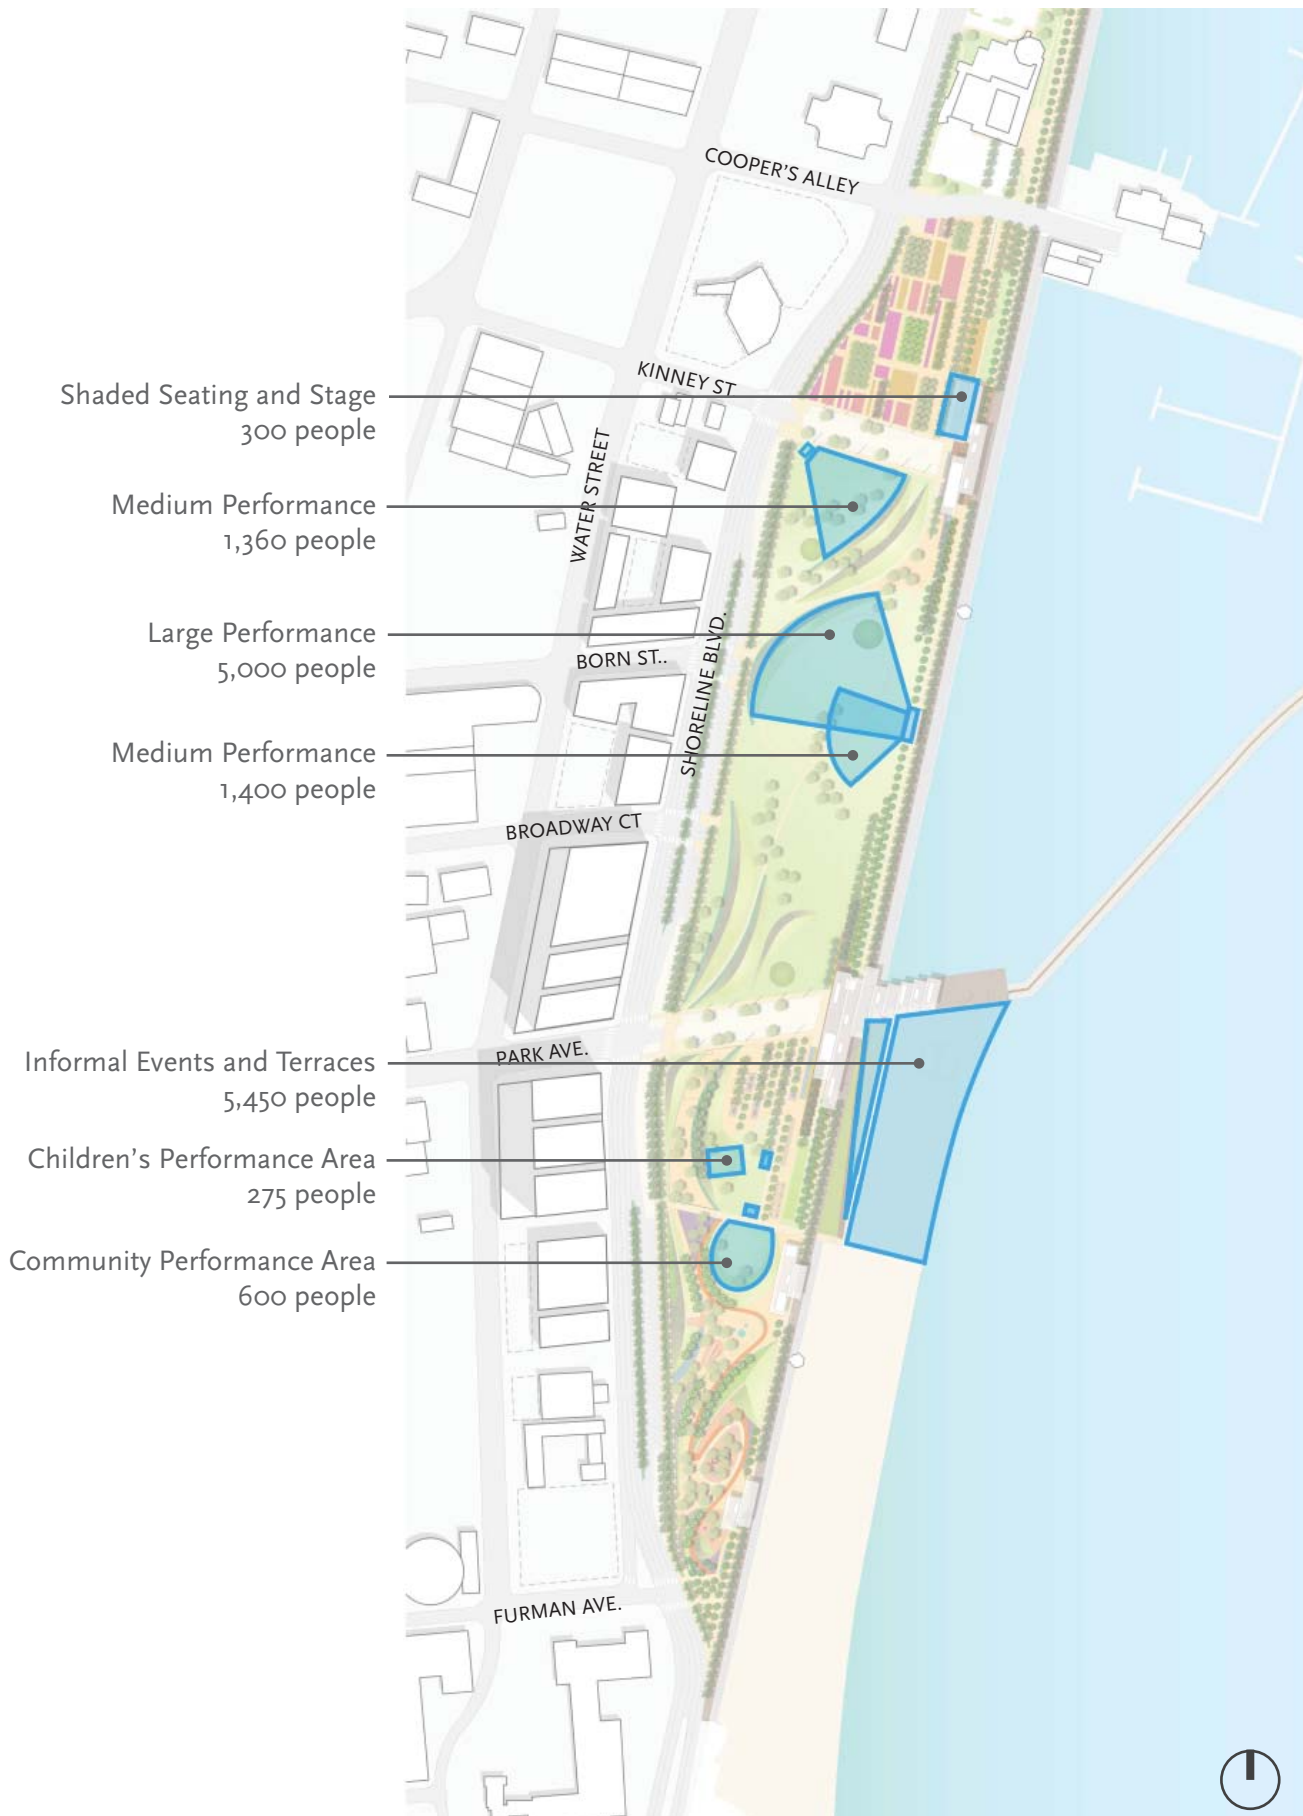 COOPER'S ALLEY
KINNEY ST
Shaded Seating and Stage
300 people
WATER STREET
Medium Performance
1,360 people
SHORELINE BLVD.
Large Performance
5,000 people
BORN ST..
Medium Performance
1,400 people
BROADWAY CT
PARK AVE.
Informal Events and Terraces
5,450 people
Children's Performance Area
275 people
Community Performance Area
600 people
FURMAN AVE.